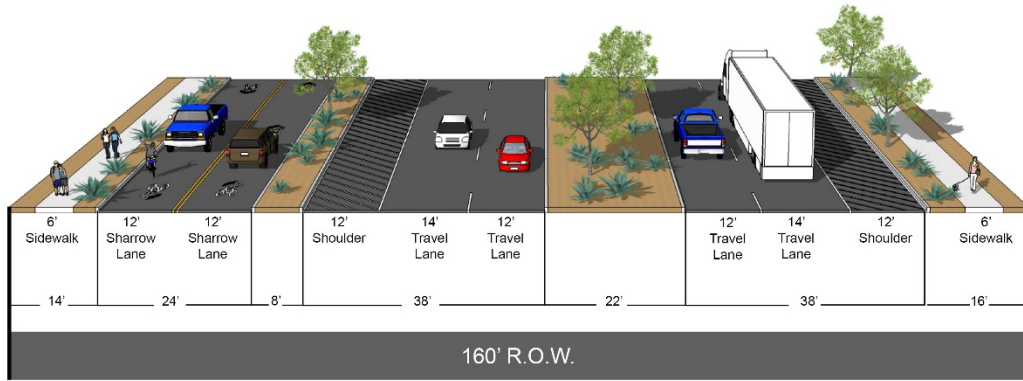 6' 12' 12' 12' 14' 12' 12' 14' 12' 6'
Sidewalk Sharrow Sharrow Shoulder Travel Travel Travel Travel Shoulder Sidewalk
Lane Lane Lane Lane Lane Lane
14' 24' 8' 38' 22' 38' 16'
160' R.O.W.